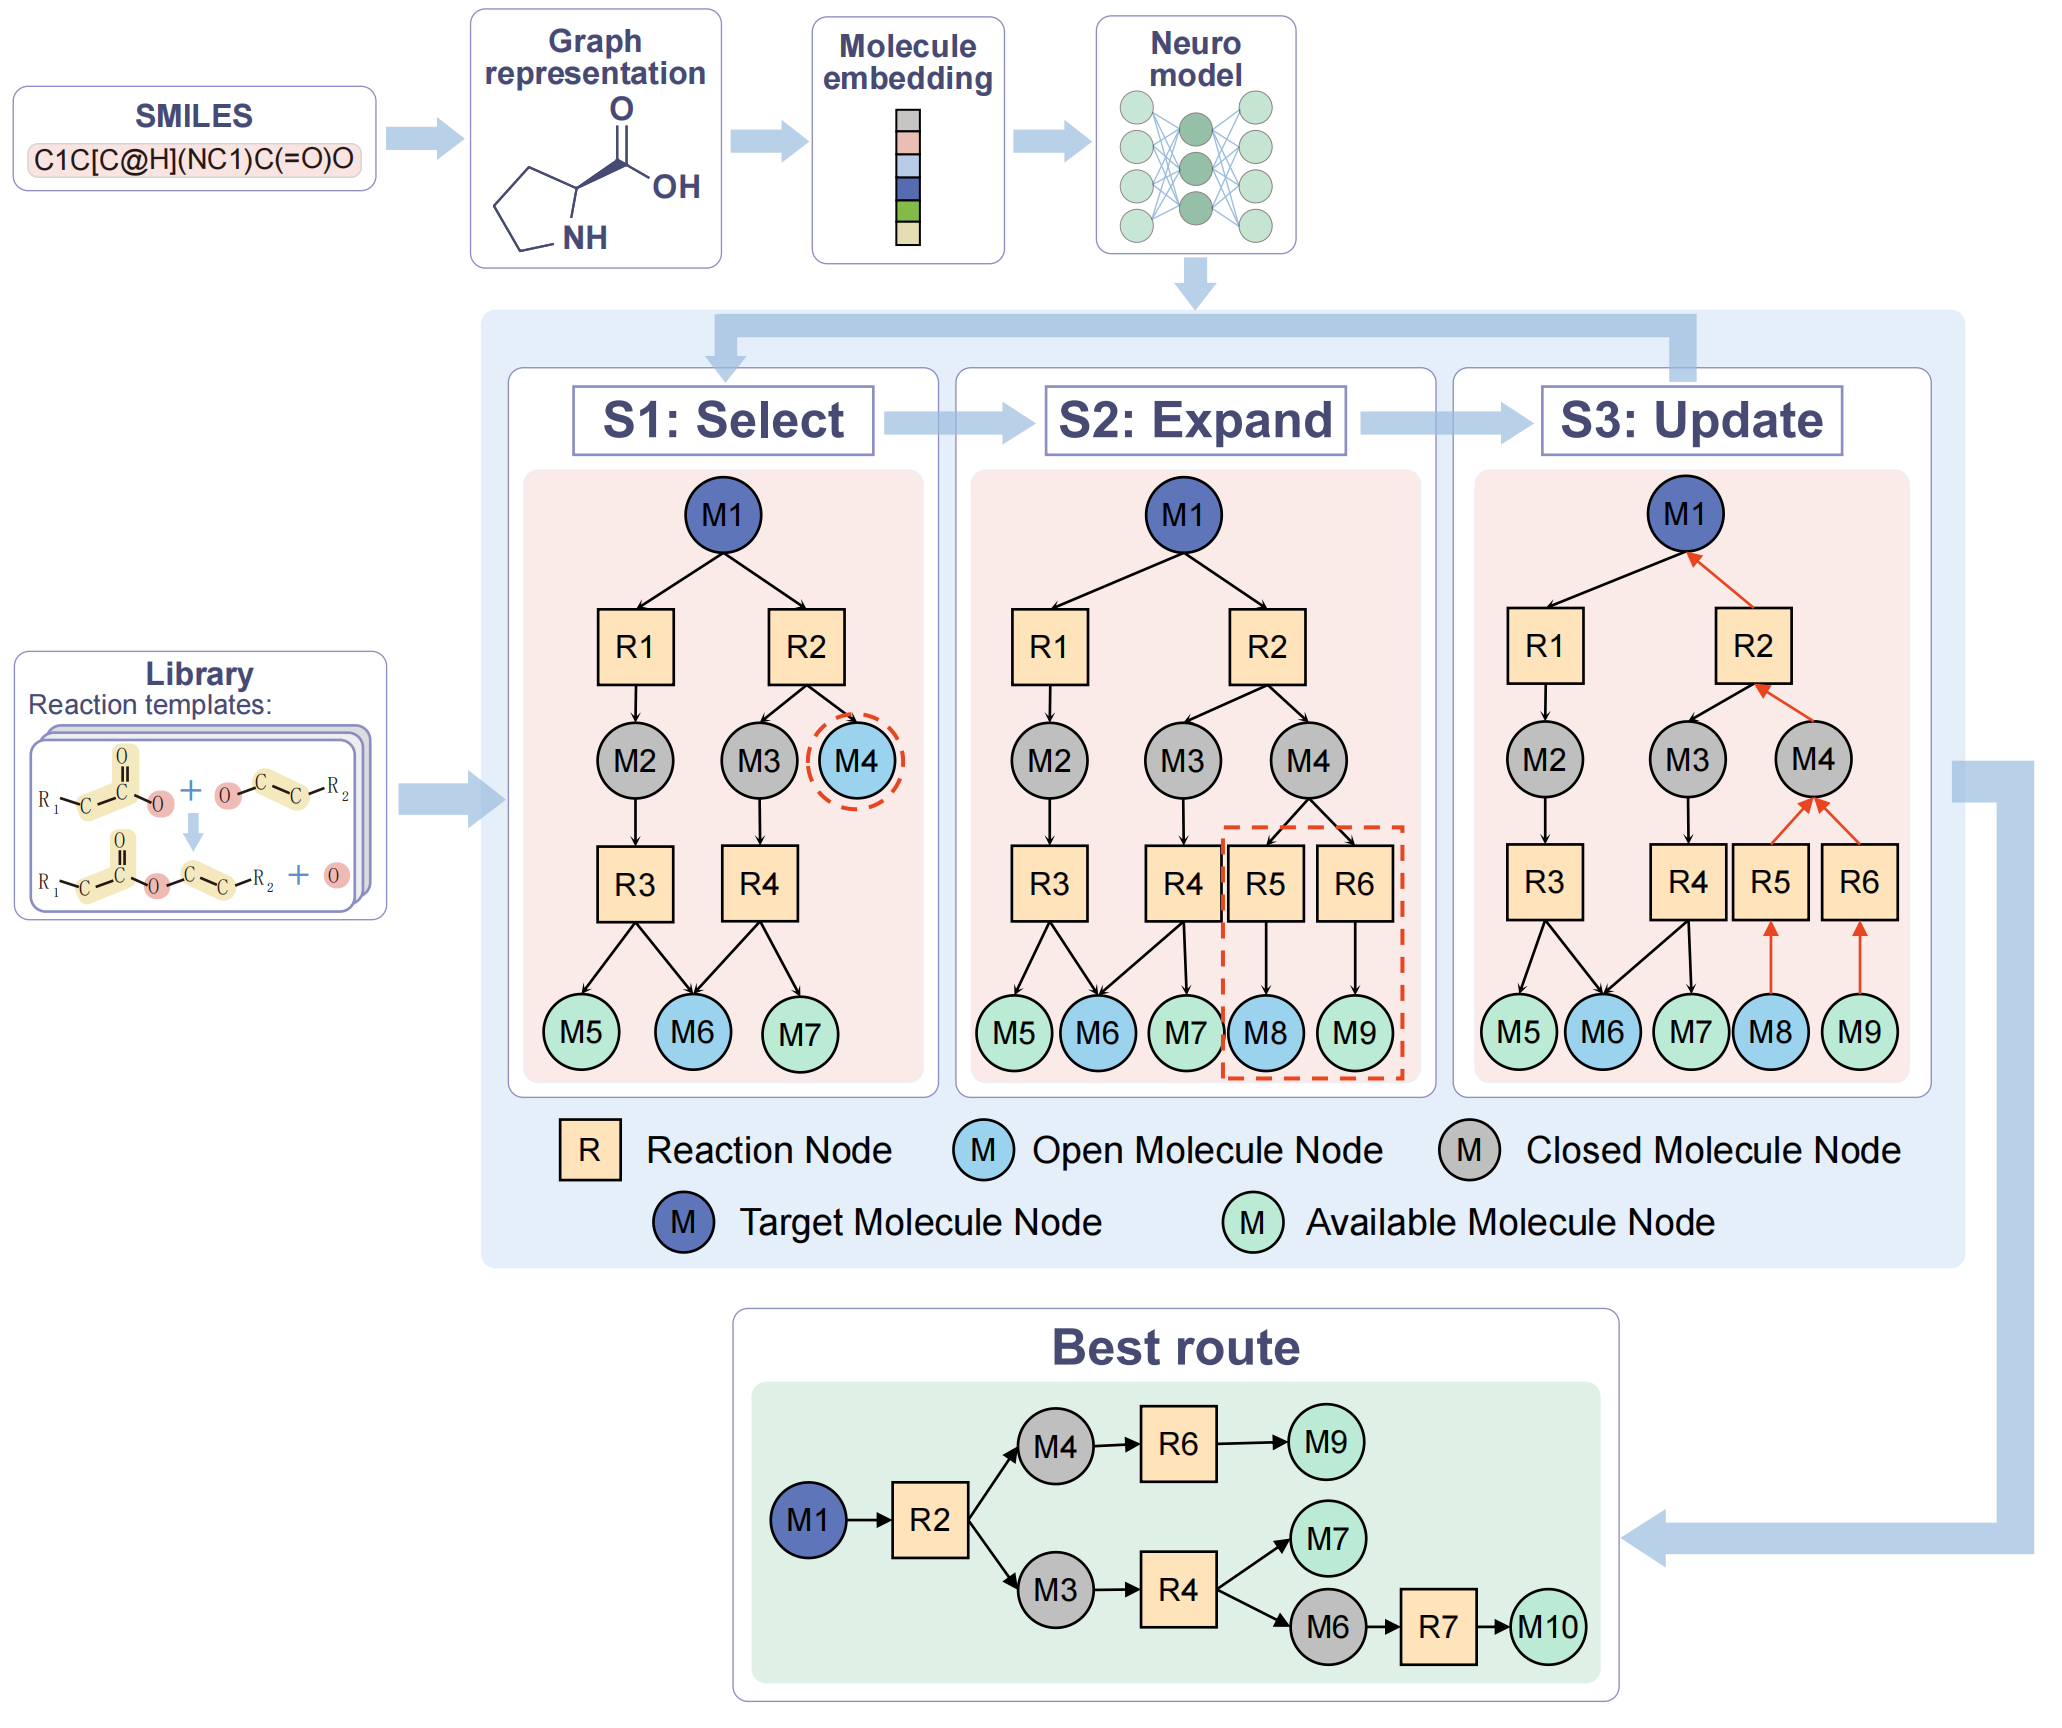 Graph
representation
O
OH
NH
Molecule
embedding
Neuro
model
SMILES
C1C[C@H](NC1)C(=O)O
S1: Select
S2: Expand
S3: Update
M1
R1 R2
M2 M3 M4
R3 R4
M5 M6 M7
M1
R1 R2
M2 M3 M4
R3 R4 R5 R6
M5 M6 M7 M8 M9
M1
R1 R2
M2 M3 M4
R3 R4 R5 R6
M5 M6 M7 M8 M9
Library
Reaction templates:
O
R1 C C O + O C C R2
O
R1 C C O C C R2 + O
R Reaction Node M Open Molecule Node M Closed Molecule Node
M Target Molecule Node M Available Molecule Node
Best route
M4 R6 M9
M1 R2
M7
M3 R4
M6 R7 M10